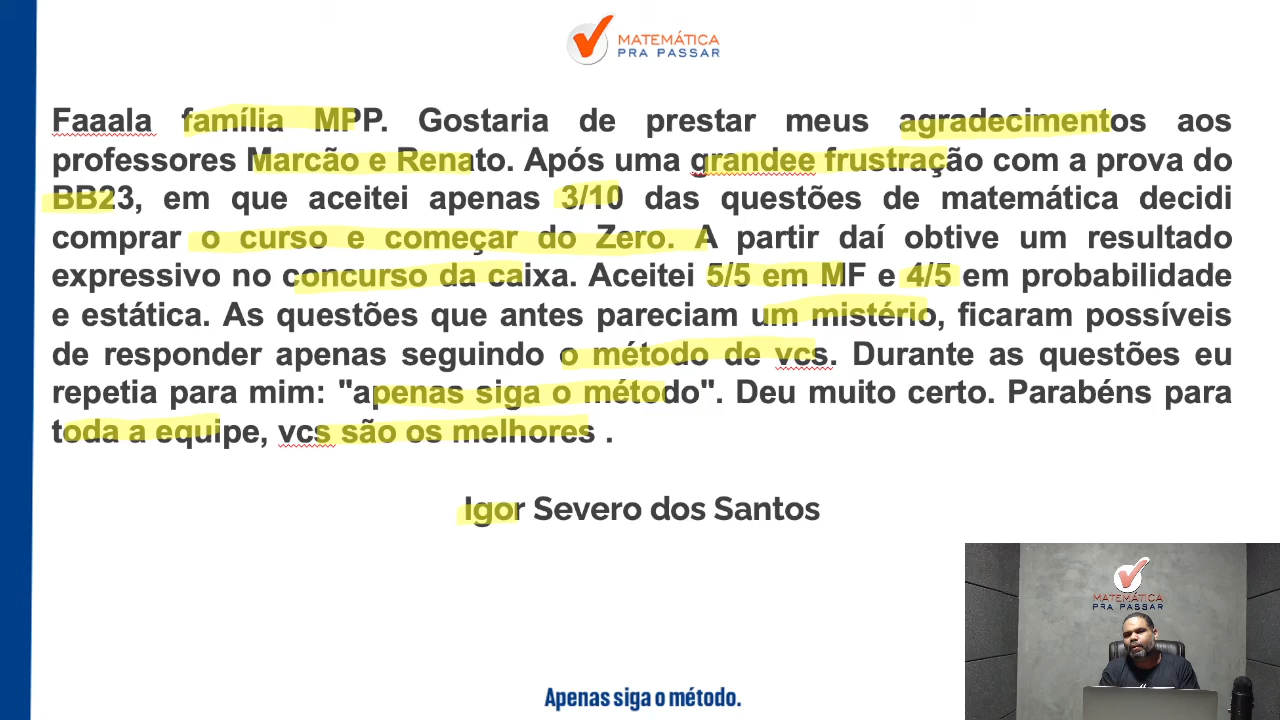 MATEMÁTICA
PRA PASSAR
Faaala família MPP. Gostaria de prestar meus agradecimentos aos
professores Marcão e Renato. Após uma grandee frustração com a prova do
BB23, em que aceitei apenas 3/10 das questões de matemática decidi
comprar o curso e começar do Zero. A partir daí obtive um resultado
expressivo no concurso da caixa. Aceitei 5/5 em MF e 4/5 em probabilidade
e estática. As questões que antes pareciam um mistério, ficaram possíveis
de responder apenas seguindo o método de vcs. Durante as questões eu
repetia para mim: "apenas siga o método". Deu muito certo. Parabéns para
toda a equipe, vcs são os melhores .
Igor Severo dos Santos
MATEMÁTICA
PRA PASSAR
Apenas siga o método.